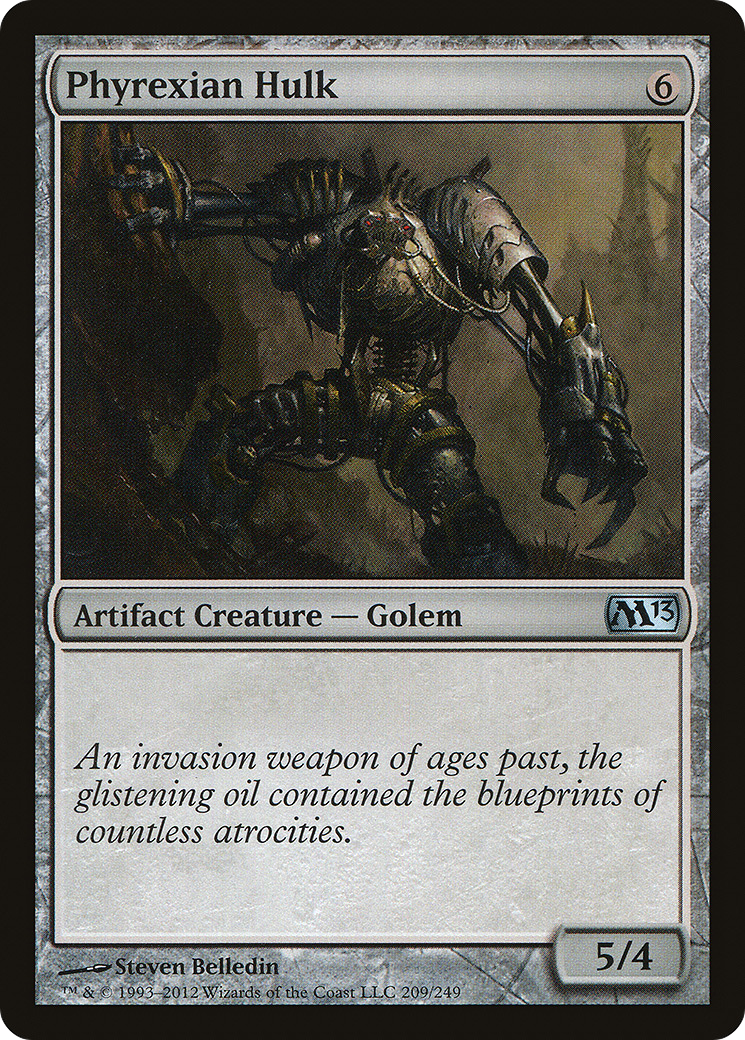 Phyrexian Hulk 6
Artifact Creature — Golem M13
An invasion weapon of ages past, the
glistening oil contained the blueprints of
countless atrocities.
5/4
Steven Belledin
™ & © 1993–2012 Wizards of the Coast LLC 209/249